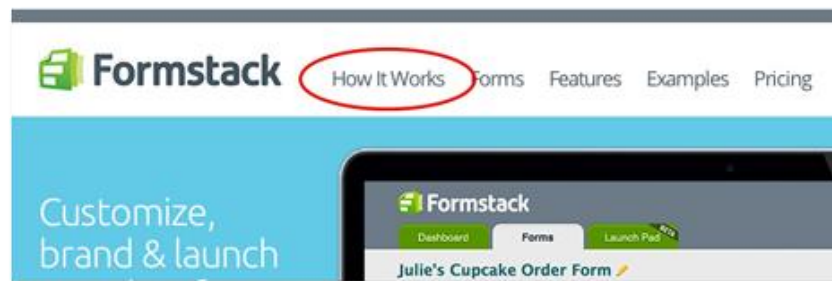 Formstack How It Works Forms Features Examples Pricing
Customize,
brand & launch
Formstack
Dashboard Forms Launch Pad BETA
Julie's Cupcake Order Form